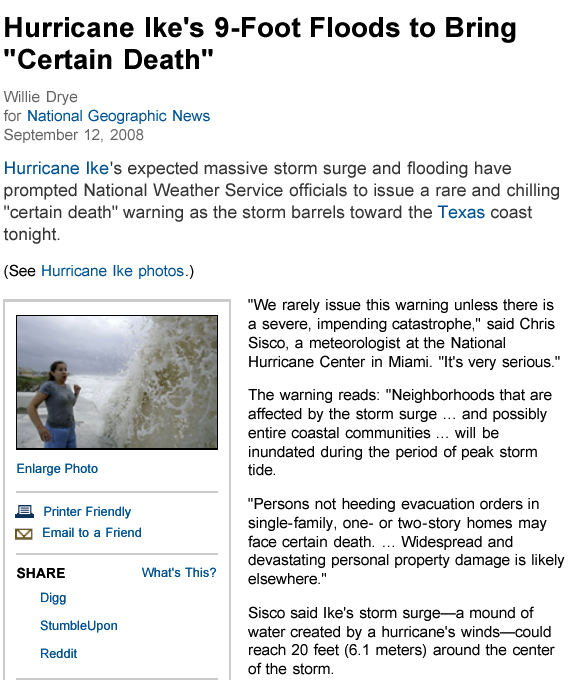 Hurricane Ike's 9-Foot Floods to Bring
"Certain Death"
Willie Drye
for National Geographic News
September 12, 2008
Hurricane Ike's expected massive storm surge and flooding have
prompted National Weather Service officials to issue a rare and chilling
"certain death" warning as the storm barrels toward the Texas coast
tonight.
(See Hurricane Ike photos.)
Enlarge Photo
Printer Friendly
Email to a Friend
SHARE What's This?
Digg
StumbleUpon
Reddit
"We rarely issue this warning unless there is
a severe, impending catastrophe," said Chris
Sisco, a meteorologist at the National
Hurricane Center in Miami. "It's very serious."
The warning reads: "Neighborhoods that are
affected by the storm surge … and possibly
entire coastal communities … will be
inundated during the period of peak storm
tide.
"Persons not heeding evacuation orders in
single-family, one- or two-story homes may
face certain death. … Widespread and
devastating personal property damage is likely
elsewhere."
Sisco said Ike's storm surge—a mound of
water created by a hurricane's winds—could
reach 20 feet (6.1 meters) around the center
of the storm.